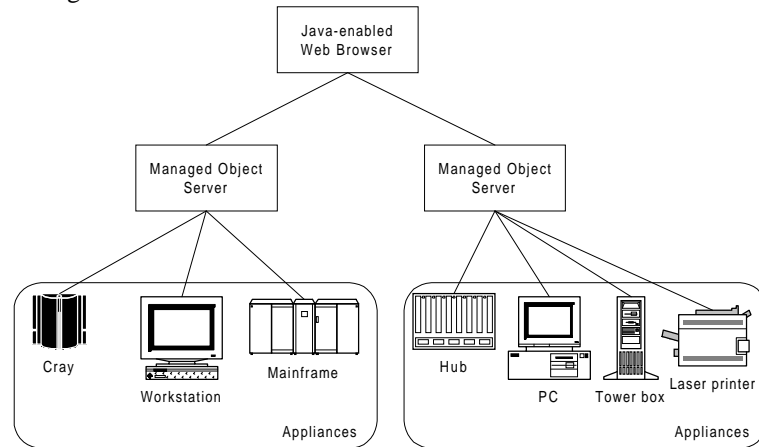 Java-enabled
Web Browser
Managed Object
Server
Managed Object
Server
Cray
Workstation
Mainframe
Appliances
Hub
PC
Tower box
Laser printer
Appliances